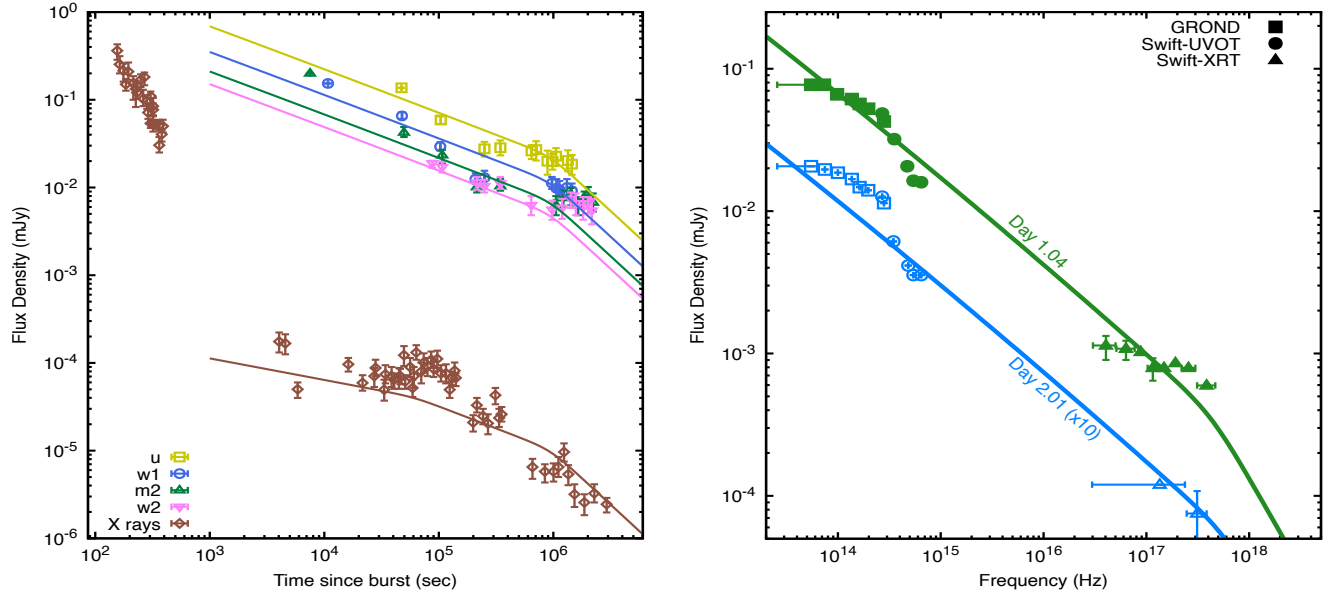 10^0
10^-1
10^-2
10^-3
10^-4
10^-5
10^-6
Flux Density (mJy)
u
w1
m2
w2
X rays
10^2 10^3 10^4 10^5 10^6
Time since burst (sec)
GROND
Swift-UVOT
Swift-XRT
10^-1
10^-2
10^-3
10^-4
Flux Density (mJy)
Day 1.04
Day 2.01 (x10)
10^14 10^15 10^16 10^17 10^18
Frequency (Hz)